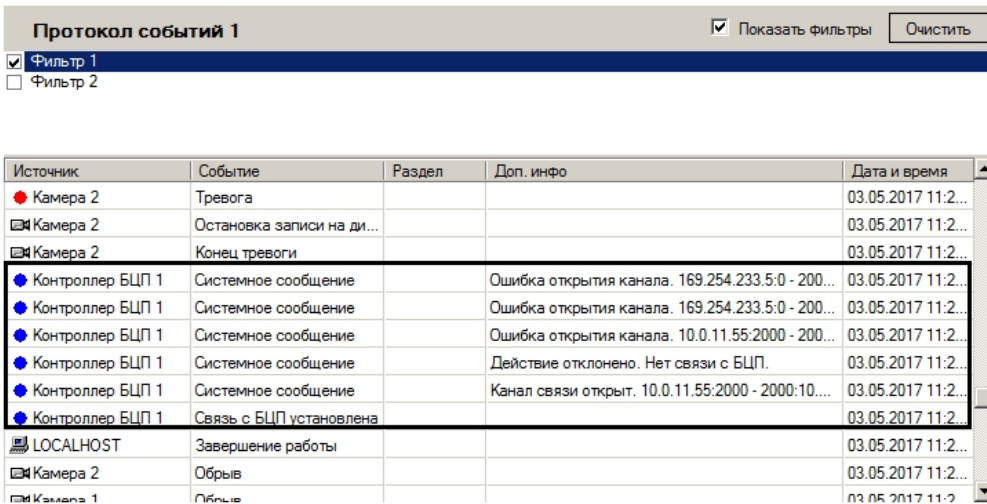 Протокол событий 1 Показать фильтры Очистить
Фильтр 1
Фильтр 2
Источник Событие Раздел Доп. инфо Дата и время
Камера 2 Тревога 03.05.2017 11:2...
Камера 2 Остановка записи на ди... 03.05.2017 11:2...
Камера 2 Конец тревоги 03.05.2017 11:2...
Контроллер БЦП 1 Системное сообщение Ошибка открытия канала. 169.254.233.5:0 - 200... 03.05.2017 11:2...
Контроллер БЦП 1 Системное сообщение Ошибка открытия канала. 169.254.233.5:0 - 200... 03.05.2017 11:2...
Контроллер БЦП 1 Системное сообщение Ошибка открытия канала. 10.0.11.55:2000 - 200... 03.05.2017 11:2...
Контроллер БЦП 1 Системное сообщение Действие отклонено. Нет связи с БЦП. 03.05.2017 11:2...
Контроллер БЦП 1 Системное сообщение Канал связи открыт. 10.0.11.55:2000 - 2000:10.... 03.05.2017 11:2...
Контроллер БЦП 1 Связь с БЦП установлена 03.05.2017 11:2...
LOCALHOST Завершение работы 03.05.2017 11:2...
Камера 2 Обрыв 03.05.2017 11:2...
Камера 1 Обрыв 03.05.2017 11:2...